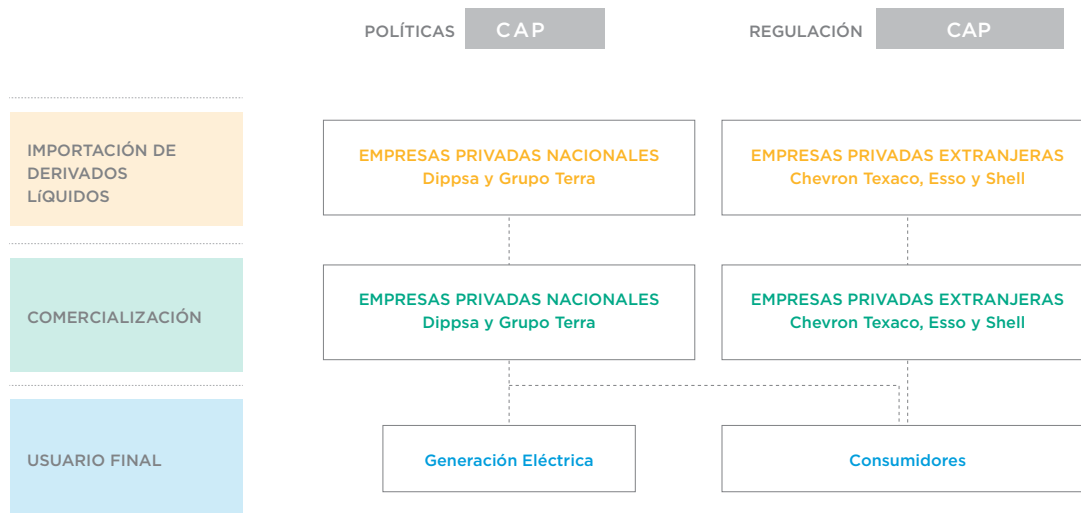 POLÍTICAS CAP REGULACIÓN CAP
IMPORTACIÓN DE
DERIVADOS
LíQUIDOS
EMPRESAS PRIVADAS NACIONALES
Dippsa y Grupo Terra
EMPRESAS PRIVADAS EXTRANJERAS
Chevron Texaco, Esso y Shell
COMERCIALIZACIÓN
EMPRESAS PRIVADAS NACIONALES
Dippsa y Grupo Terra
EMPRESAS PRIVADAS EXTRANJERAS
Chevron Texaco, Esso y Shell
USUARIO FINAL
Generación Eléctrica
Consumidores